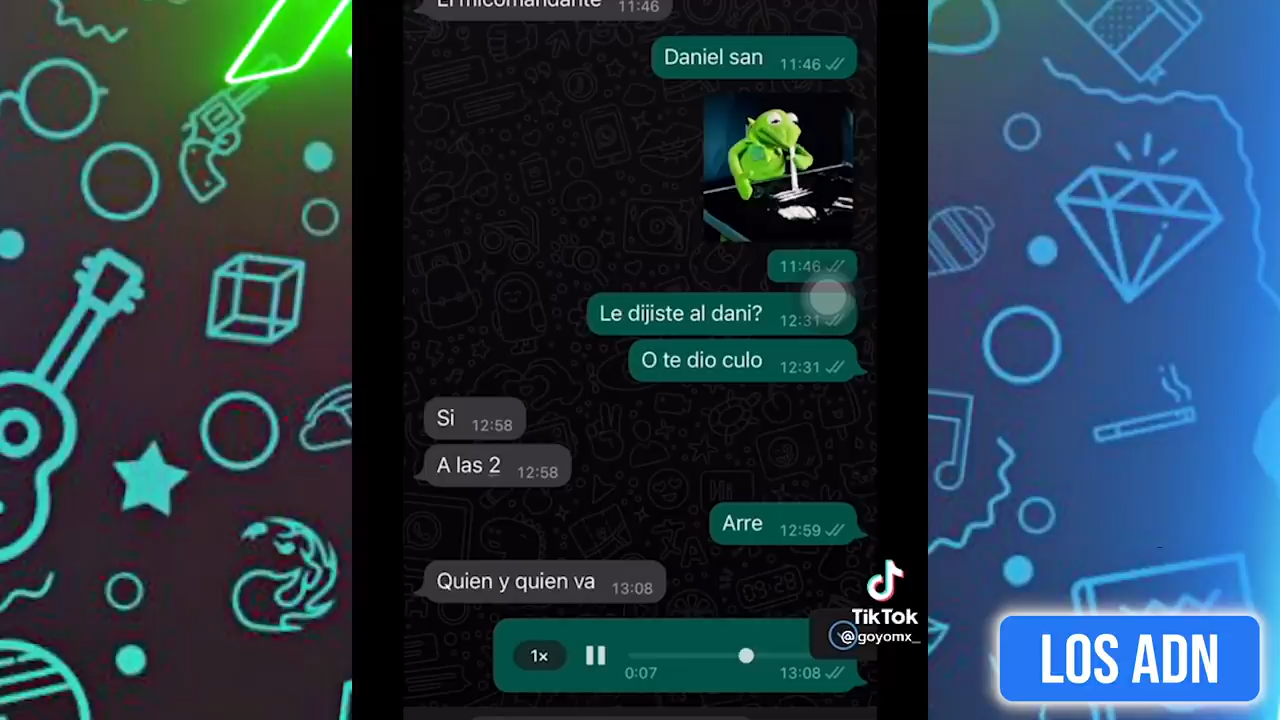 El micomandante 11:46
Daniel san 11:46
11:46
Le dijiste al dani? 12:31
O te dio culo 12:31
Si 12:58
A las 2 12:58
Arre 12:59
Quien y quien va 13:08
1x
0:07 13:08
TikTok
@goyomx_
LOS ADN